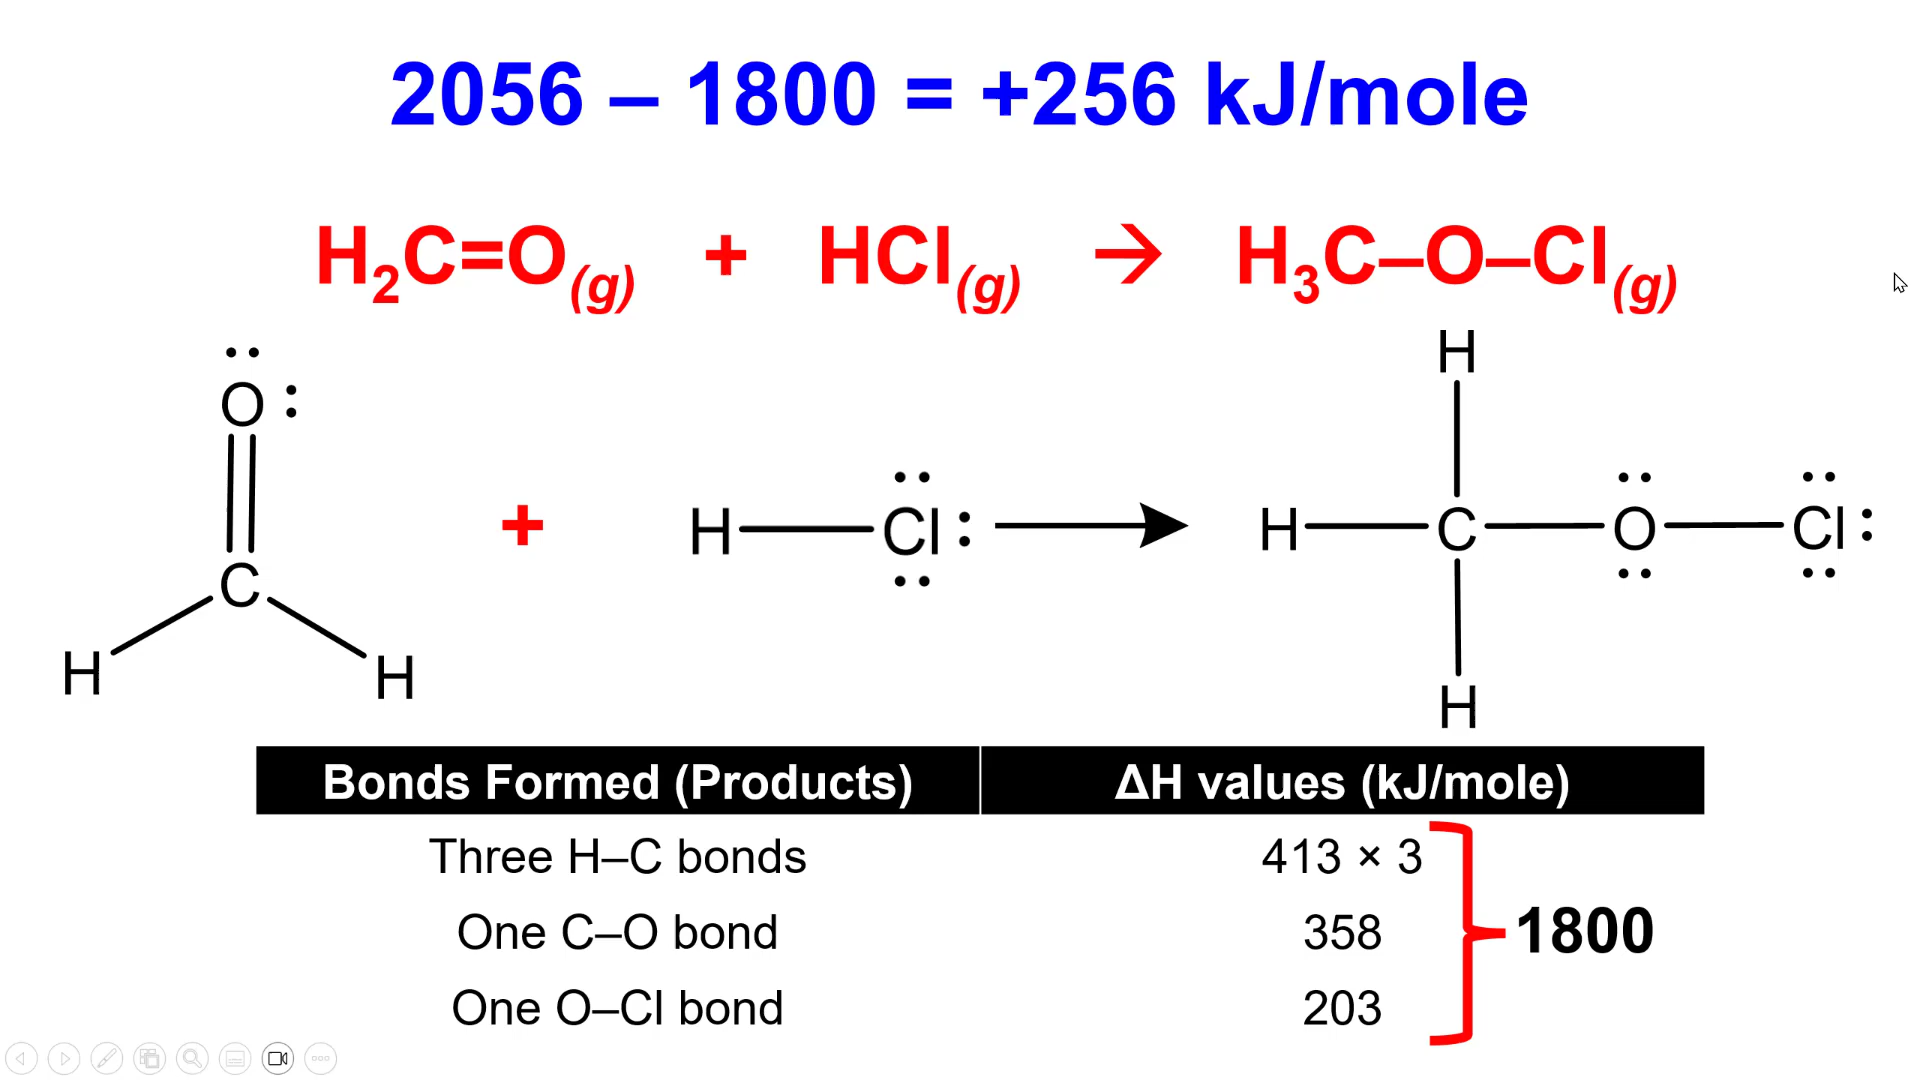 2056 – 1800 = +256 kJ/mole
H₂C=O(g) + HCl(g) → H₃C–O–Cl(g)
H
O
H Cl H C O Cl
C
H H
H
Bonds Formed (Products) ΔH values (kJ/mole)
Three H–C bonds 413 × 3
One C–O bond 358 1800
One O–Cl bond 203